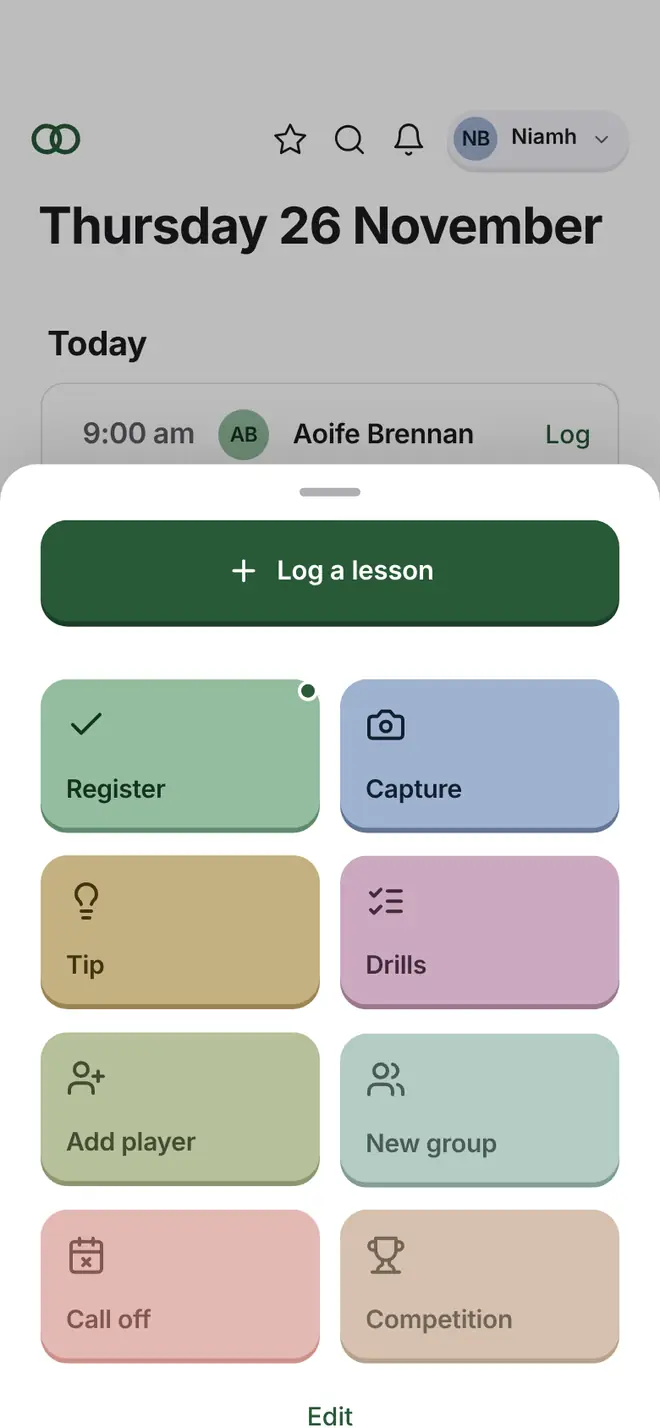 NB Niamh
Thursday 26 November
Today
9:00 am AB Aoife Brennan Log
Log a lesson
Register Capture
Tip Drills
Add player New group
Call off Competition
Edit